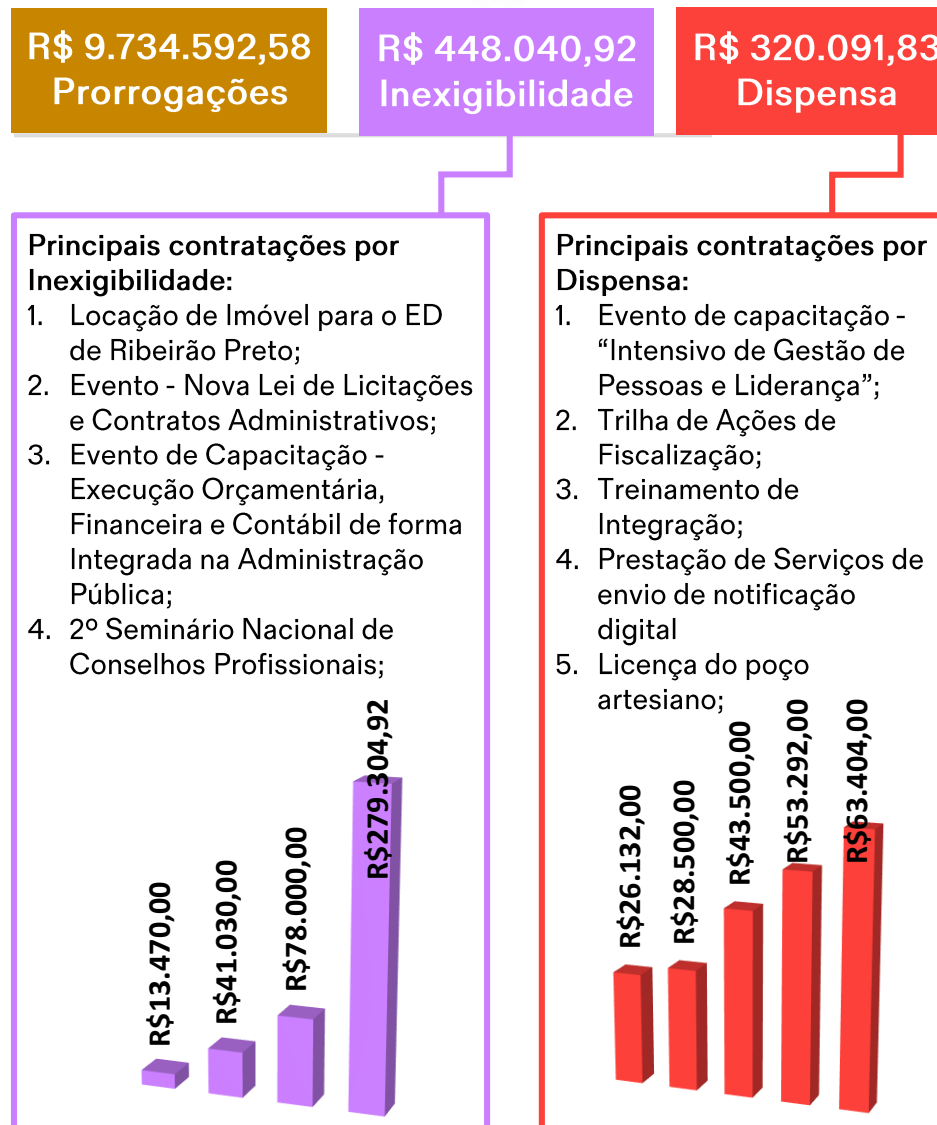 R$ 9.734.592,58
Prorrogações
R$ 448.040,92
Inexigibilidade
R$ 320.091,83
Dispensa
Principais contratações por
Inexigibilidade:
1. Locação de Imóvel para o ED
de Ribeirão Preto;
2. Evento - Nova Lei de Licitações
e Contratos Administrativos;
3. Evento de Capacitação -
Execução Orçamentária,
Financeira e Contábil de forma
Integrada na Administração
Pública;
4. 2º Seminário Nacional de
Conselhos Profissionais;
R$13.470,00
R$41.030,00
R$78.000,00
R$279.304,92
Principais contratações por
Dispensa:
1. Evento de capacitação -
“Intensivo de Gestão de
Pessoas e Liderança”;
2. Trilha de Ações de
Fiscalização;
3. Treinamento de
Integração;
4. Prestação de Serviços de
envio de notificação
digital
5. Licença do poço
artesiano;
R$26.132,00
R$28.500,00
R$43.500,00
R$53.292,00
R$63.404,00